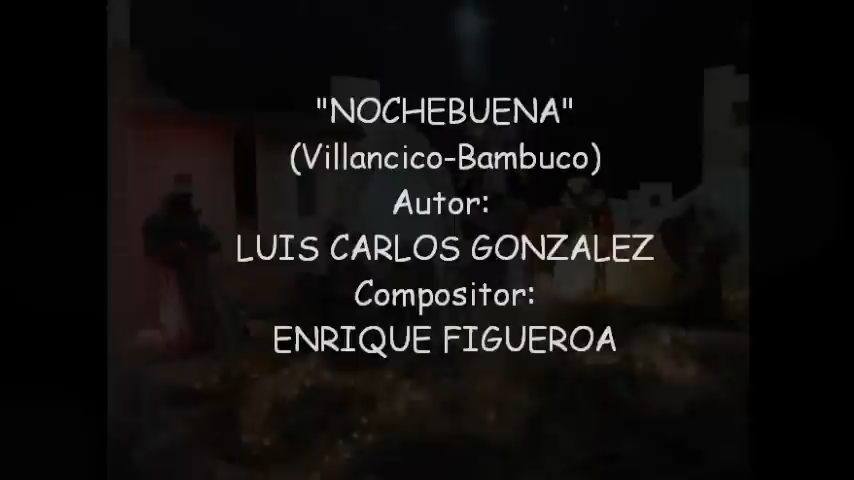 "NOCHEBUENA"
(Villancico-Bambuco)
Autor:
LUIS CARLOS GONZALEZ
Compositor:
ENRIQUE FIGUEROA